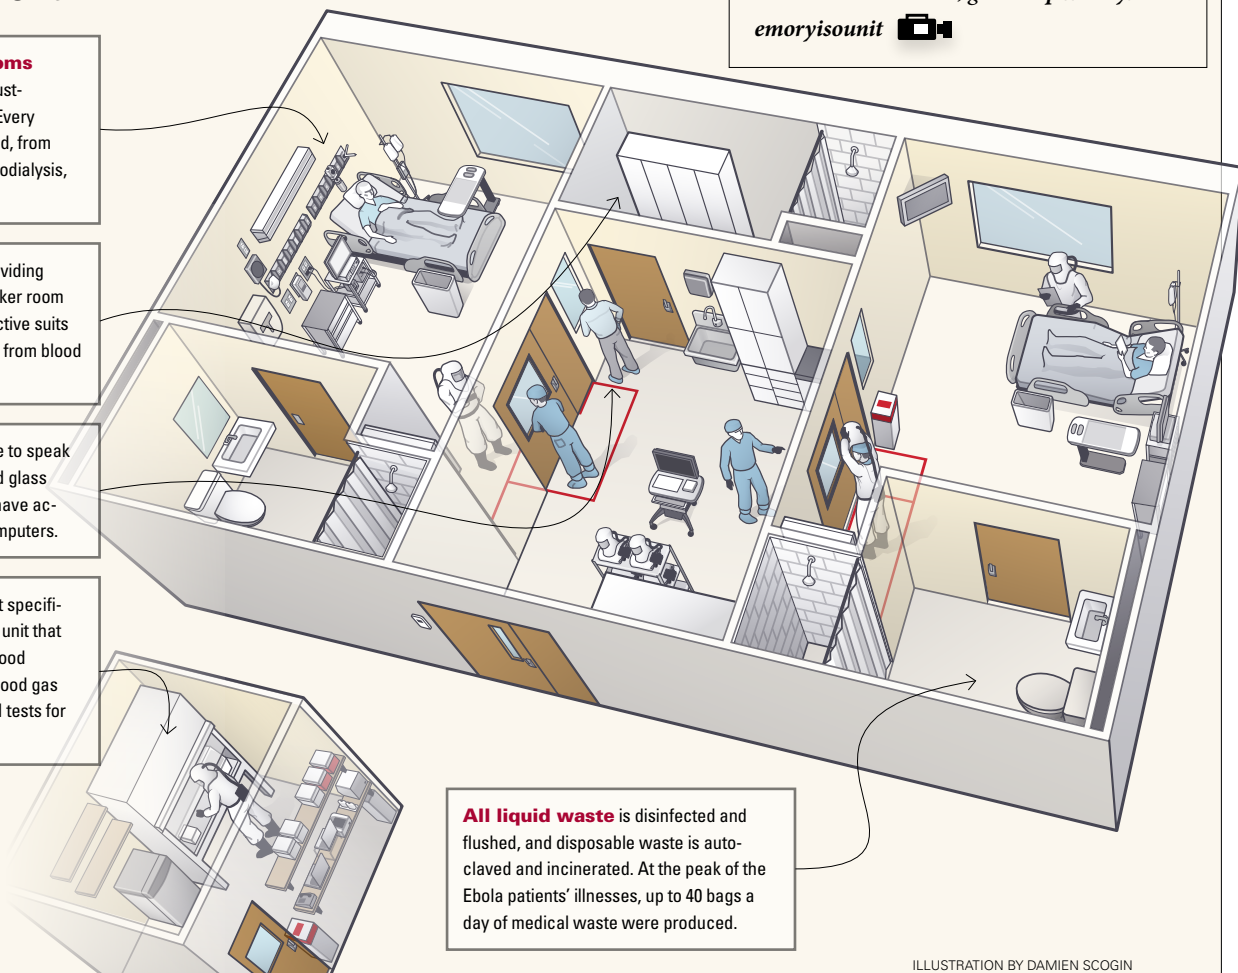 emoryisounit
oms
ust-
Every
d, from
odialysis,
viding
ker room
ctive suits
from blood
e to speak
d glass
have ac-
mputers.
t specifi-
unit that
ood
ood gas
d tests for
All liquid waste is disinfected and
flushed, and disposable waste is auto-
claved and incinerated. At the peak of the
Ebola patients’ illnesses, up to 40 bags a
day of medical waste were produced.
ILLUSTRATION BY DAMIEN SCOGIN